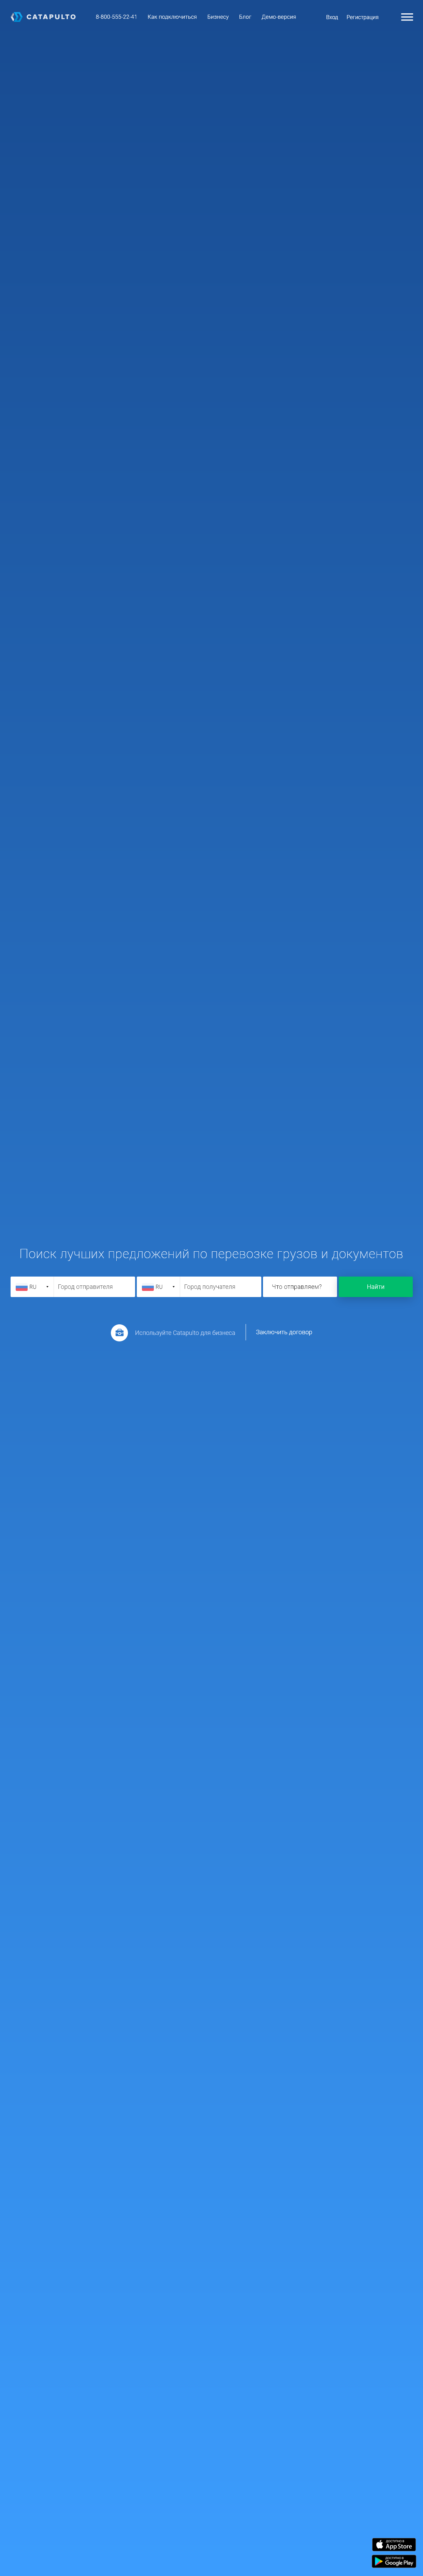 CATAPULTO 8-800-555-22-41 Как подключиться Бизнесу Блог Демо-версия Вход Регистрация
Поиск лучших предложений по перевозке грузов и документов
RU Город отправителя RU Город получателя Что отправляем? Найти
Используйте Catapulto для бизнеса Заключить договор
App Store
Google Play